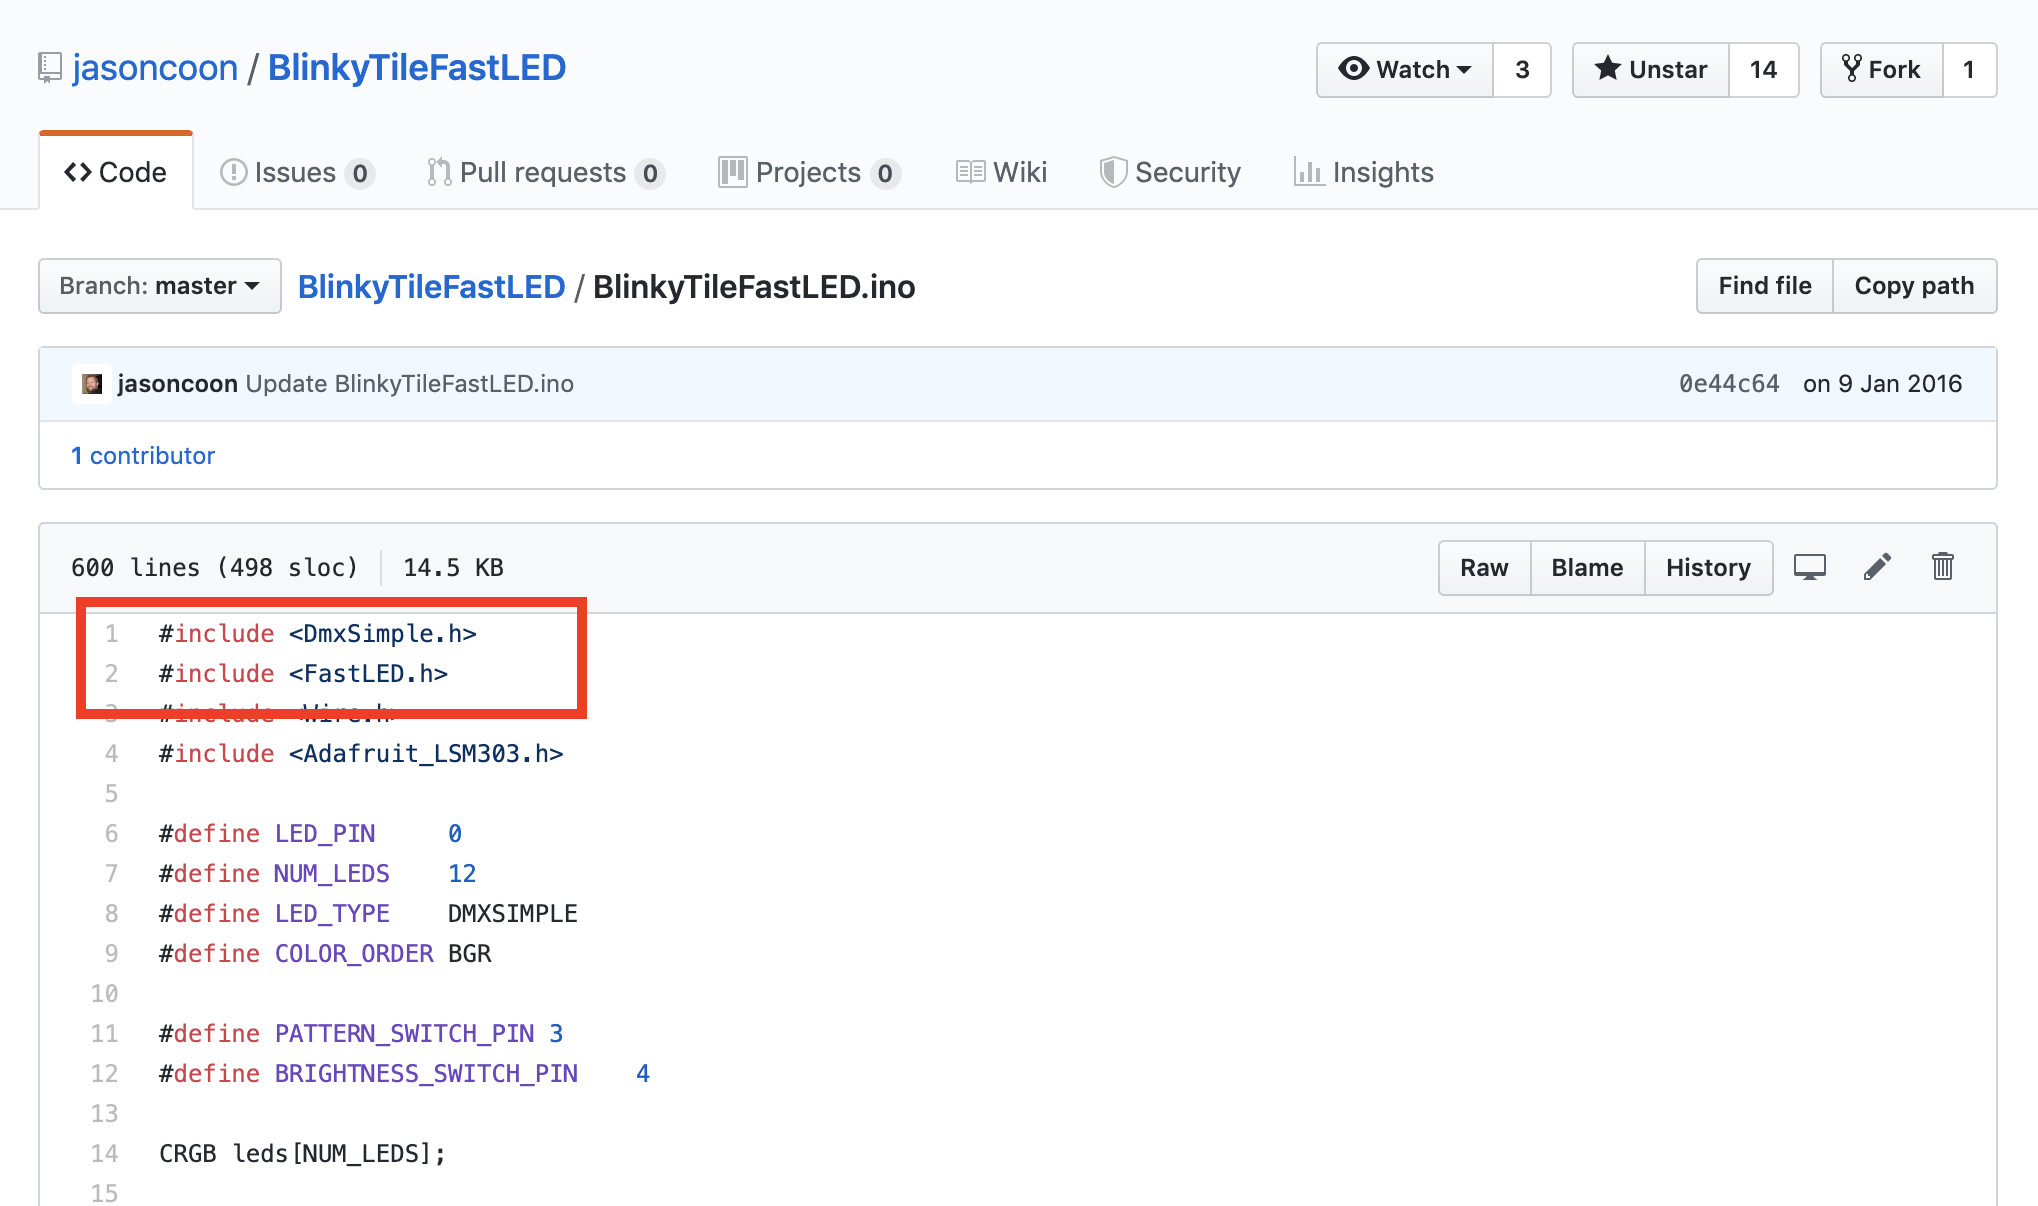 jasoncoon / BlinkyTileFastLED
Watch 3 Unstar 14 Fork 1
Code Issues 0 Pull requests 0 Projects 0 Wiki Security Insights
Branch: master BlinkyTileFastLED / BlinkyTileFastLED.ino Find file Copy path
jasoncoon Update BlinkyTileFastLED.ino 0e44c64 on 9 Jan 2016
1 contributor
600 lines (498 sloc) 14.5 KB Raw Blame History
1 #include <DmxSimple.h>
2 #include <FastLED.h>
3 #include <Wire.h>
4 #include <Adafruit_LSM303.h>
5
6 #define LED_PIN 0
7 #define NUM_LEDS 12
8 #define LED_TYPE DMXSIMPLE
9 #define COLOR_ORDER BGR
10
11 #define PATTERN_SWITCH_PIN 3
12 #define BRIGHTNESS_SWITCH_PIN 4
13
14 CRGB leds[NUM_LEDS];
15